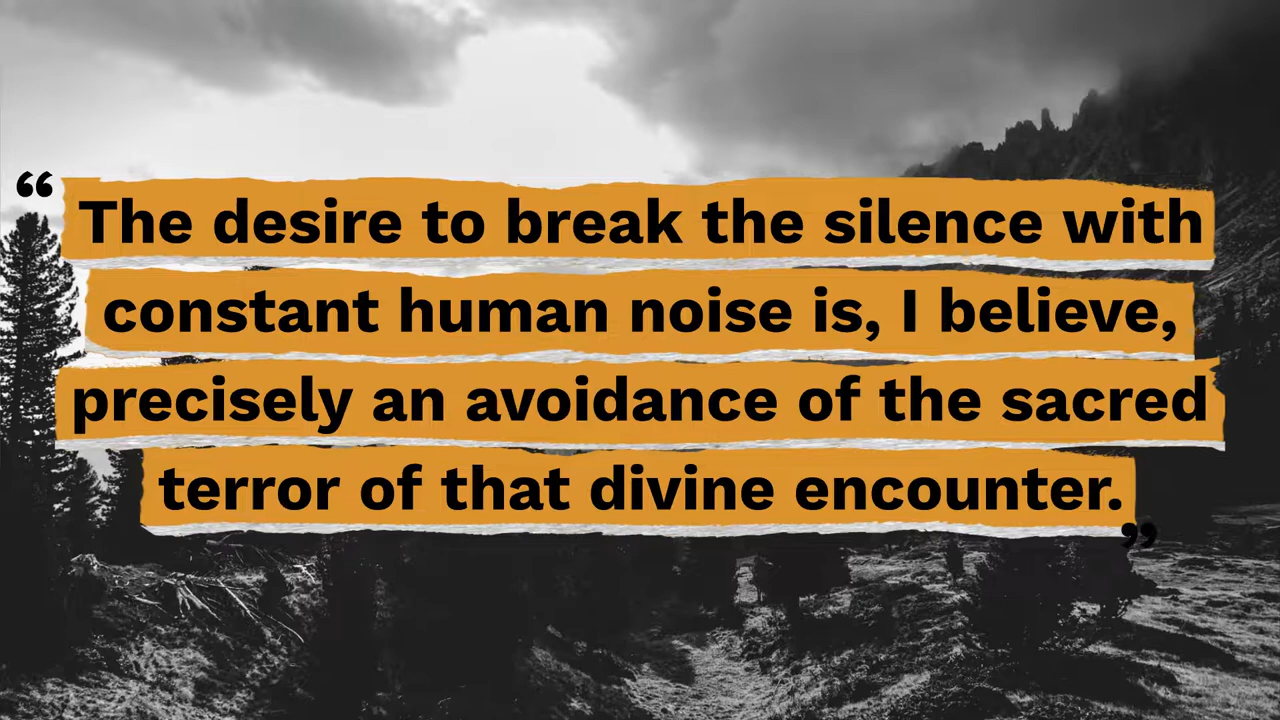 “The desire to break the silence with
constant human noise is, I believe,
precisely an avoidance of the sacred
terror of that divine encounter.”